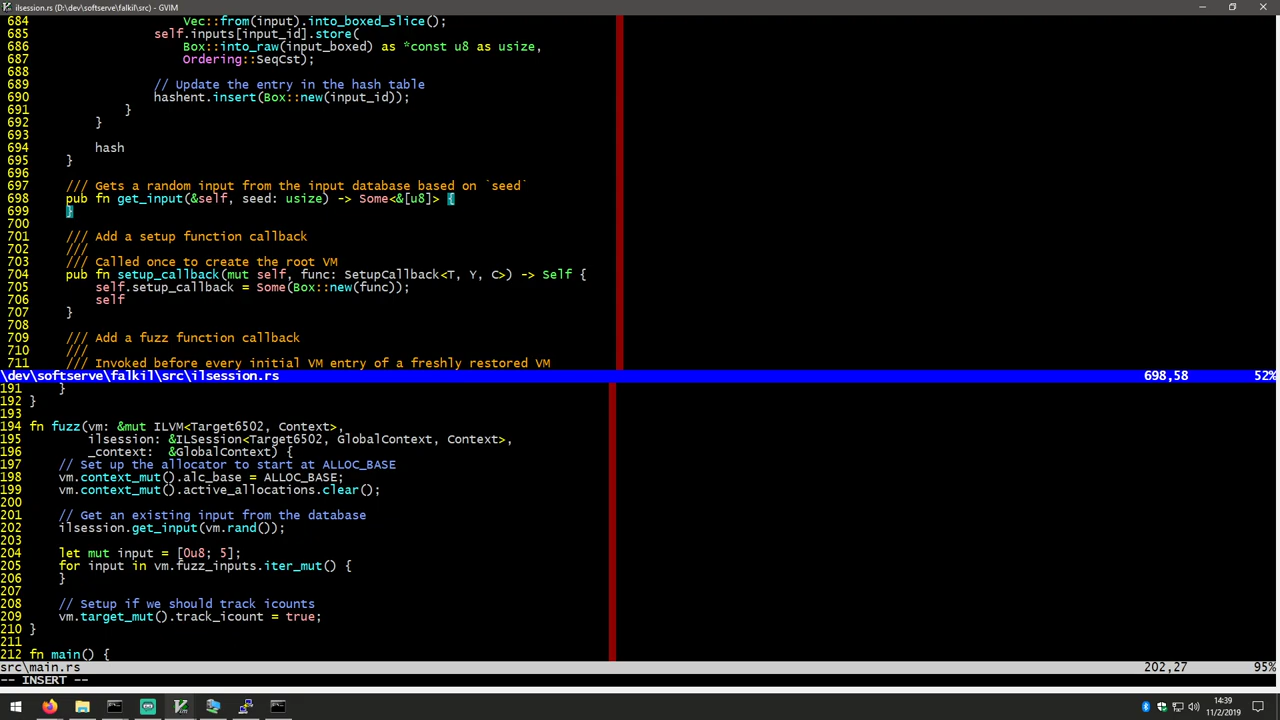 ilsession.rs (D:\dev\softserve\falkil\src) - GVIM
684                     Vec::from(input).into_boxed_slice();
685                 self.inputs[input_id].store(
686                     Box::into_raw(input_boxed) as *const u8 as usize,
687                     Ordering::SeqCst);
688
689                 // Update the entry in the hash table
690                 hashent.insert(Box::new(input_id));
691             }
692         }
693
694         hash
695     }
696
697     /// Gets a random input from the input database based on `seed`
698     pub fn get_input(&self, seed: usize) -> Some<&[u8]> {
699     }
700
701     /// Add a setup function callback
702     ///
703     /// Called once to create the root VM
704     pub fn setup_callback(mut self, func: SetupCallback<T, Y, C>) -> Self {
705         self.setup_callback = Some(Box::new(func));
706         self
707     }
708
709     /// Add a fuzz function callback
710     ///
711     /// Invoked before every initial VM entry of a freshly restored VM
\dev\softserve\falkil\src\ilsession.rs 698,58 52%
191     }
192 }
193
194 fn fuzz(vm: &mut ILVM<Target6502, Context>,
195         ilsession: &ILSession<Target6502, GlobalContext, Context>,
196         _context:  &GlobalContext) {
197     // Set up the allocator to start at ALLOC_BASE
198     vm.context_mut().alc_base = ALLOC_BASE;
199     vm.context_mut().active_allocations.clear();
200
201     // Get an existing input from the database
202     ilsession.get_input(vm.rand());
203
204     let mut input = [0u8; 5];
205     for input in vm.fuzz_inputs.iter_mut() {
206     }
207
208     // Setup if we should track icounts
209     vm.target_mut().track_icount = true;
210 }
211
212 fn main() {
src\main.rs 202,27 95%
-- INSERT --
14:39
11/2/2019